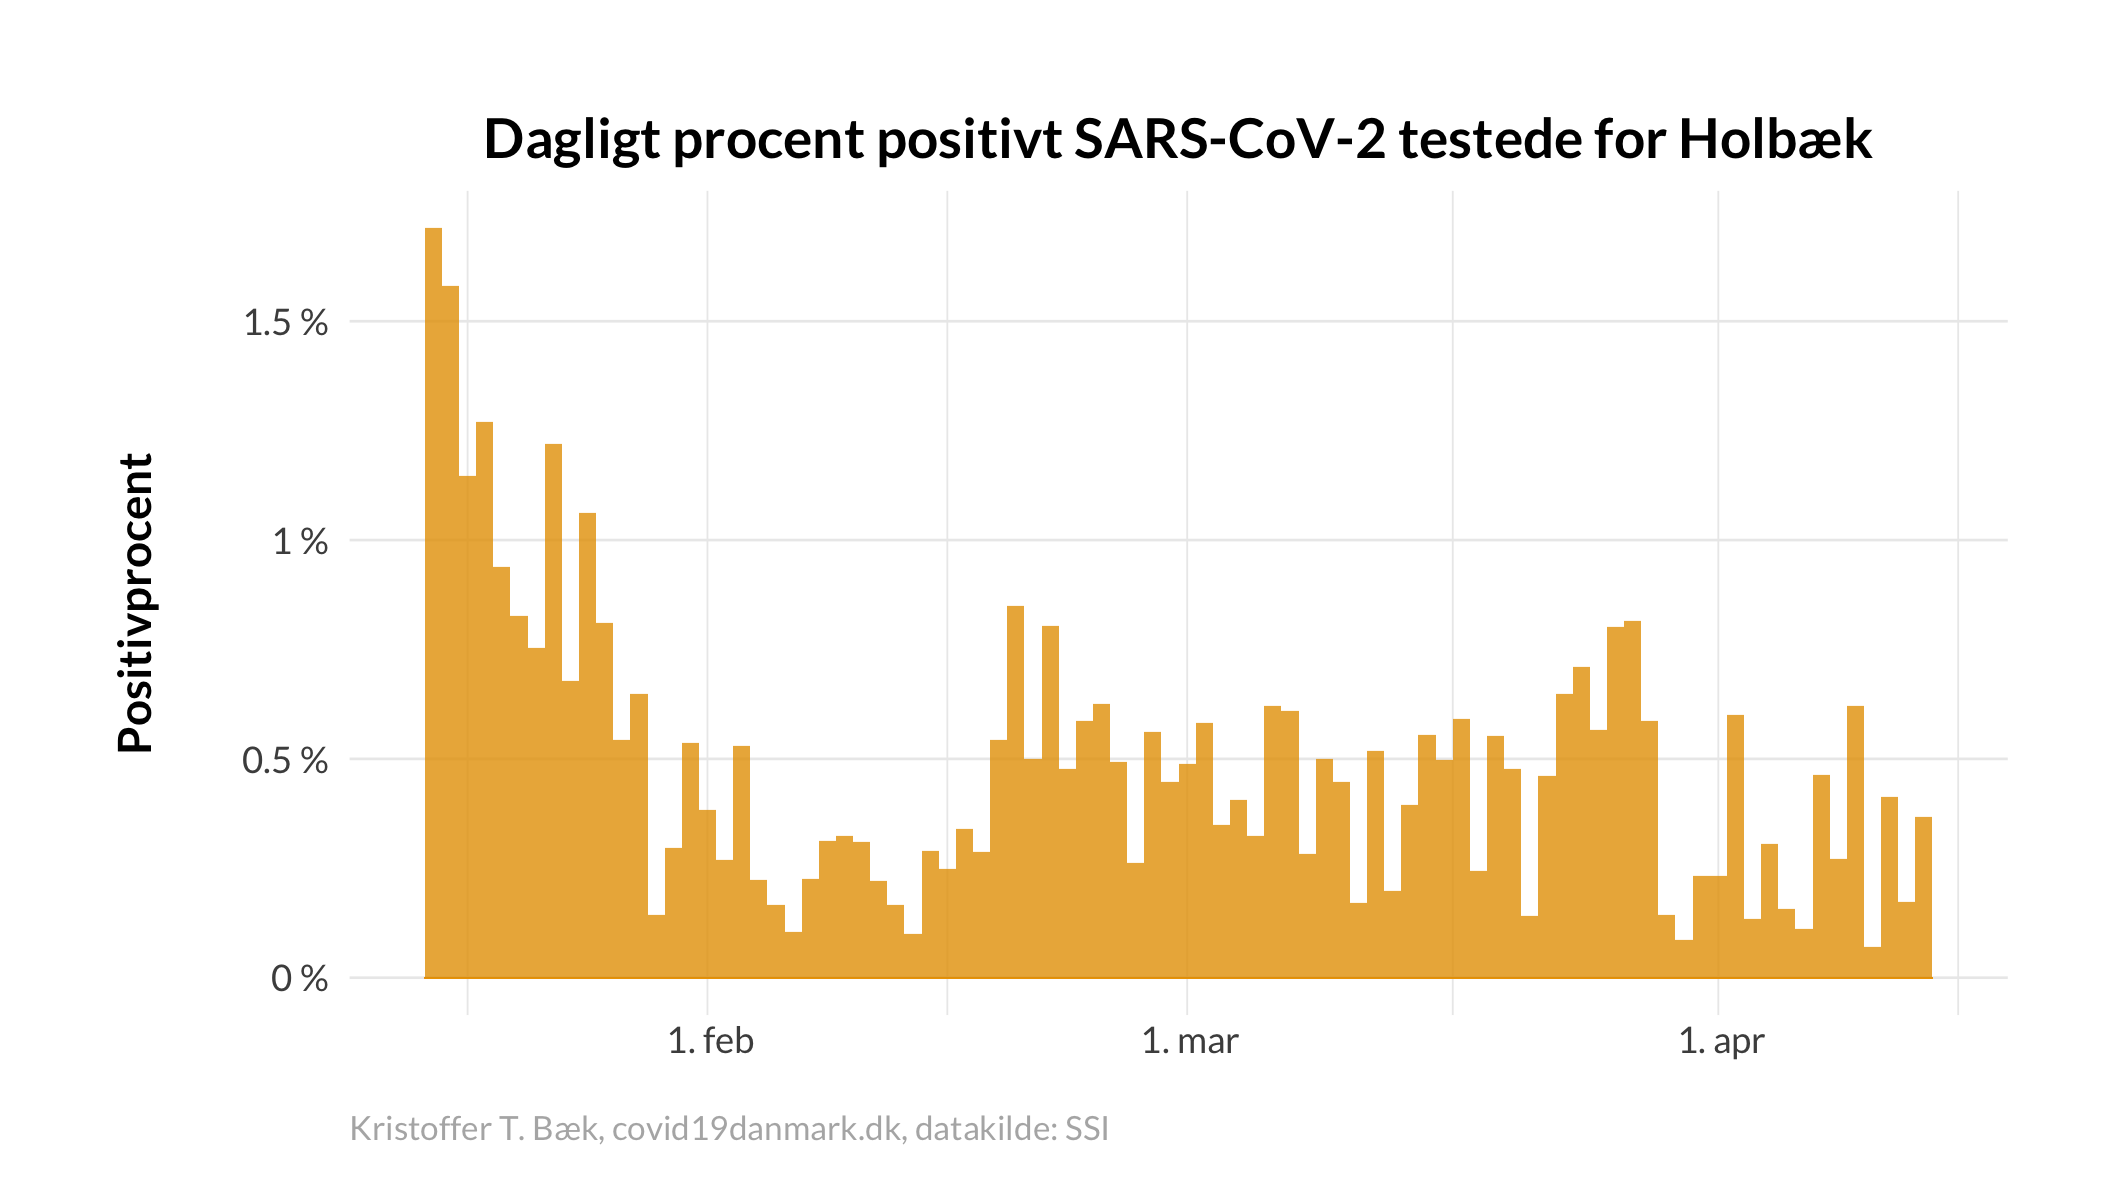 Dagligt procent positivt SARS-CoV-2 testede for Holbæk
Positivprocent
1.5 %
1 %
0.5 %
0 %
1. feb
1. mar
1. apr
Kristoffer T. Bæk, covid19danmark.dk, datakilde: SSI